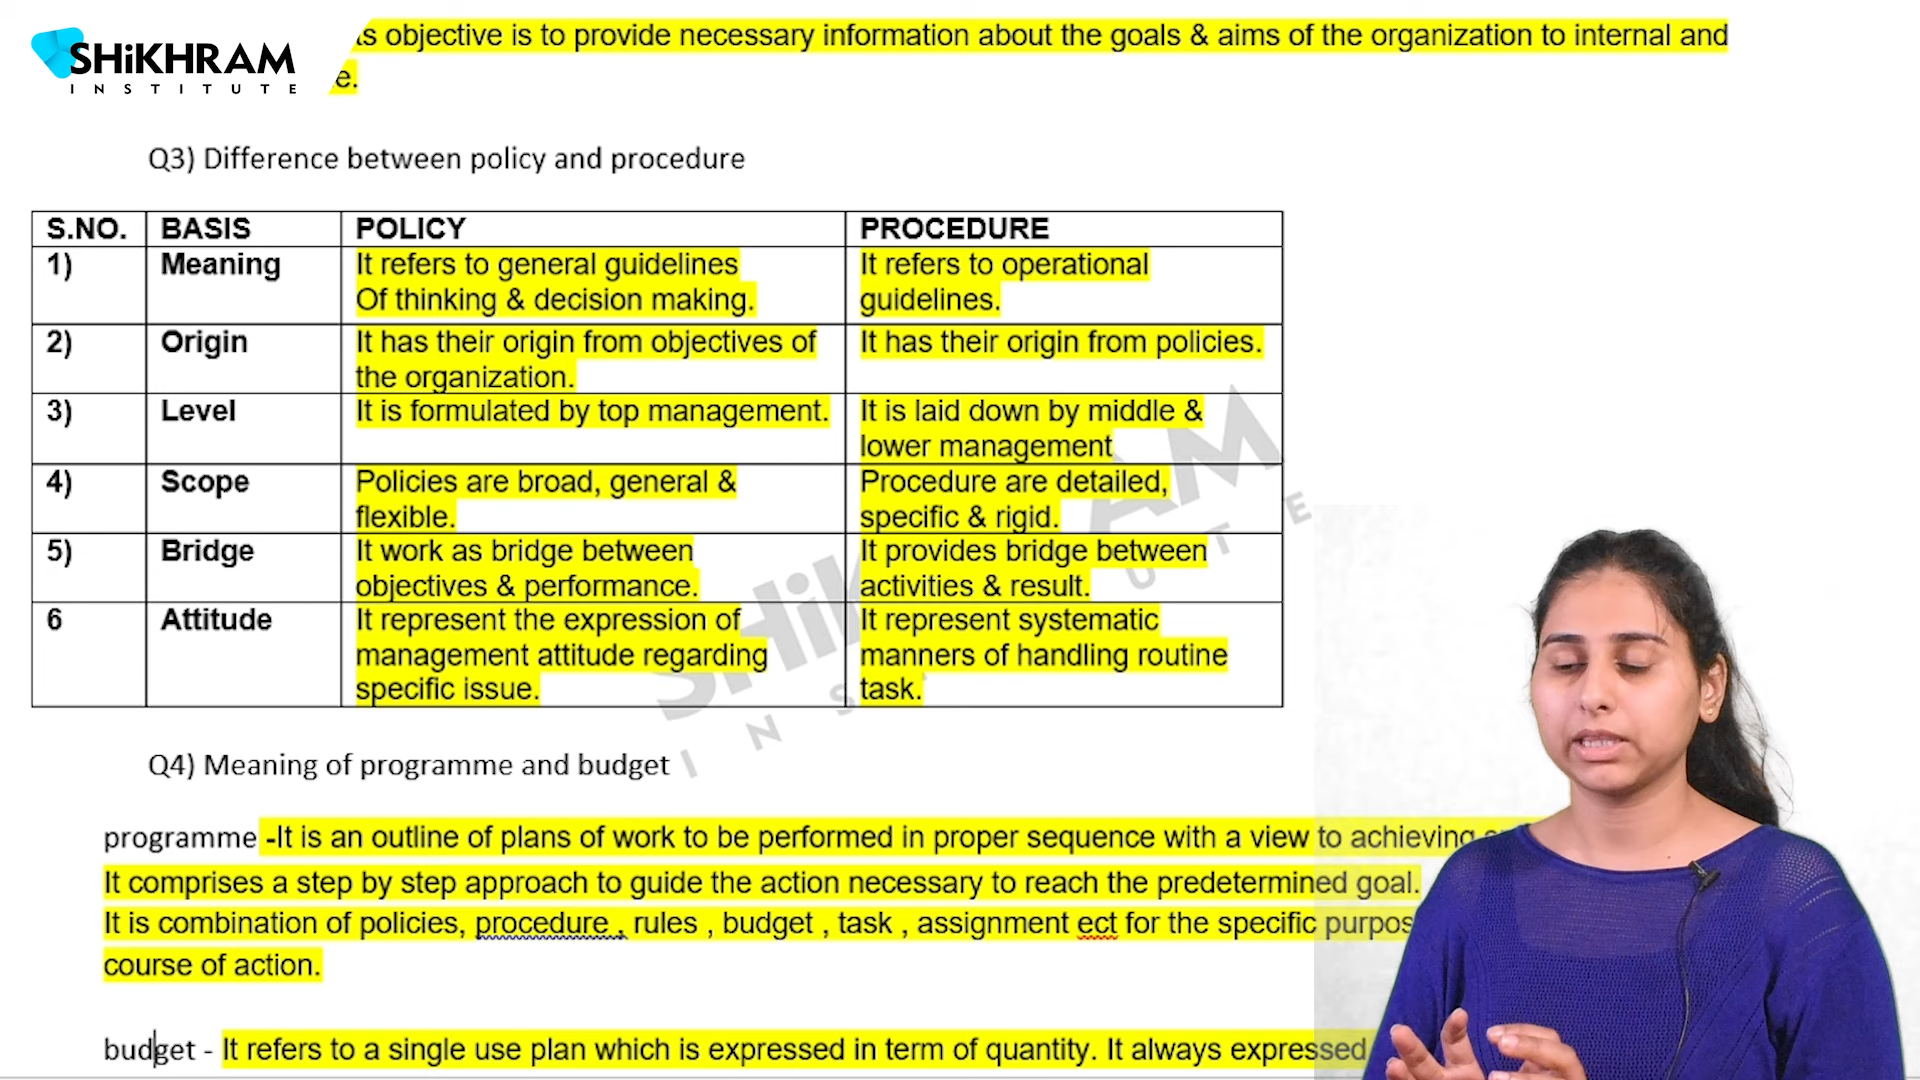 SHiKHRAM
INSTITUTE
ts objective is to provide necessary information about the goals & aims of the organization to internal and
e.
Q3) Difference between policy and procedure
S.NO. BASIS POLICY PROCEDURE
1) Meaning It refers to general guidelines It refers to operational
Of thinking & decision making. guidelines.
2) Origin It has their origin from objectives of It has their origin from policies.
the organization.
3) Level It is formulated by top management. It is laid down by middle &
lower management
4) Scope Policies are broad, general & Procedure are detailed,
flexible. specific & rigid.
5) Bridge It work as bridge between It provides bridge between
objectives & performance. activities & result.
6 Attitude It represent the expression of It represent systematic
management attitude regarding manners of handling routine
specific issue. task.
Q4) Meaning of programme and budget
programme -It is an outline of plans of work to be performed in proper sequence with a view to achieving
It comprises a step by step approach to guide the action necessary to reach the predetermined goal.
It is combination of policies, procedure , rules , budget , task , assignment ect for the specific purpos
course of action.
budget - It refers to a single use plan which is expressed in term of quantity. It always expressed